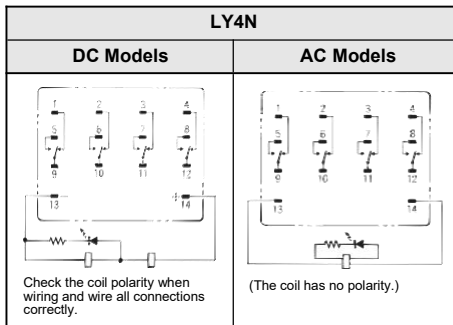 LY4N
DC Models
AC Models
1 2 3 4
5 6 7 8
9 10 11 12
13 14
Check the coil polarity when
wiring and wire all connections
correctly.
1 2 3 4
5 6 7 8
9 10 11 12
13 14
(The coil has no polarity.)